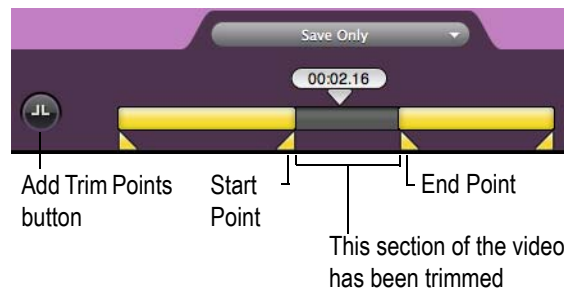 Save Only
00:02.16
Add Trim Points
button
Start
Point
End Point
This section of the video
has been trimmed